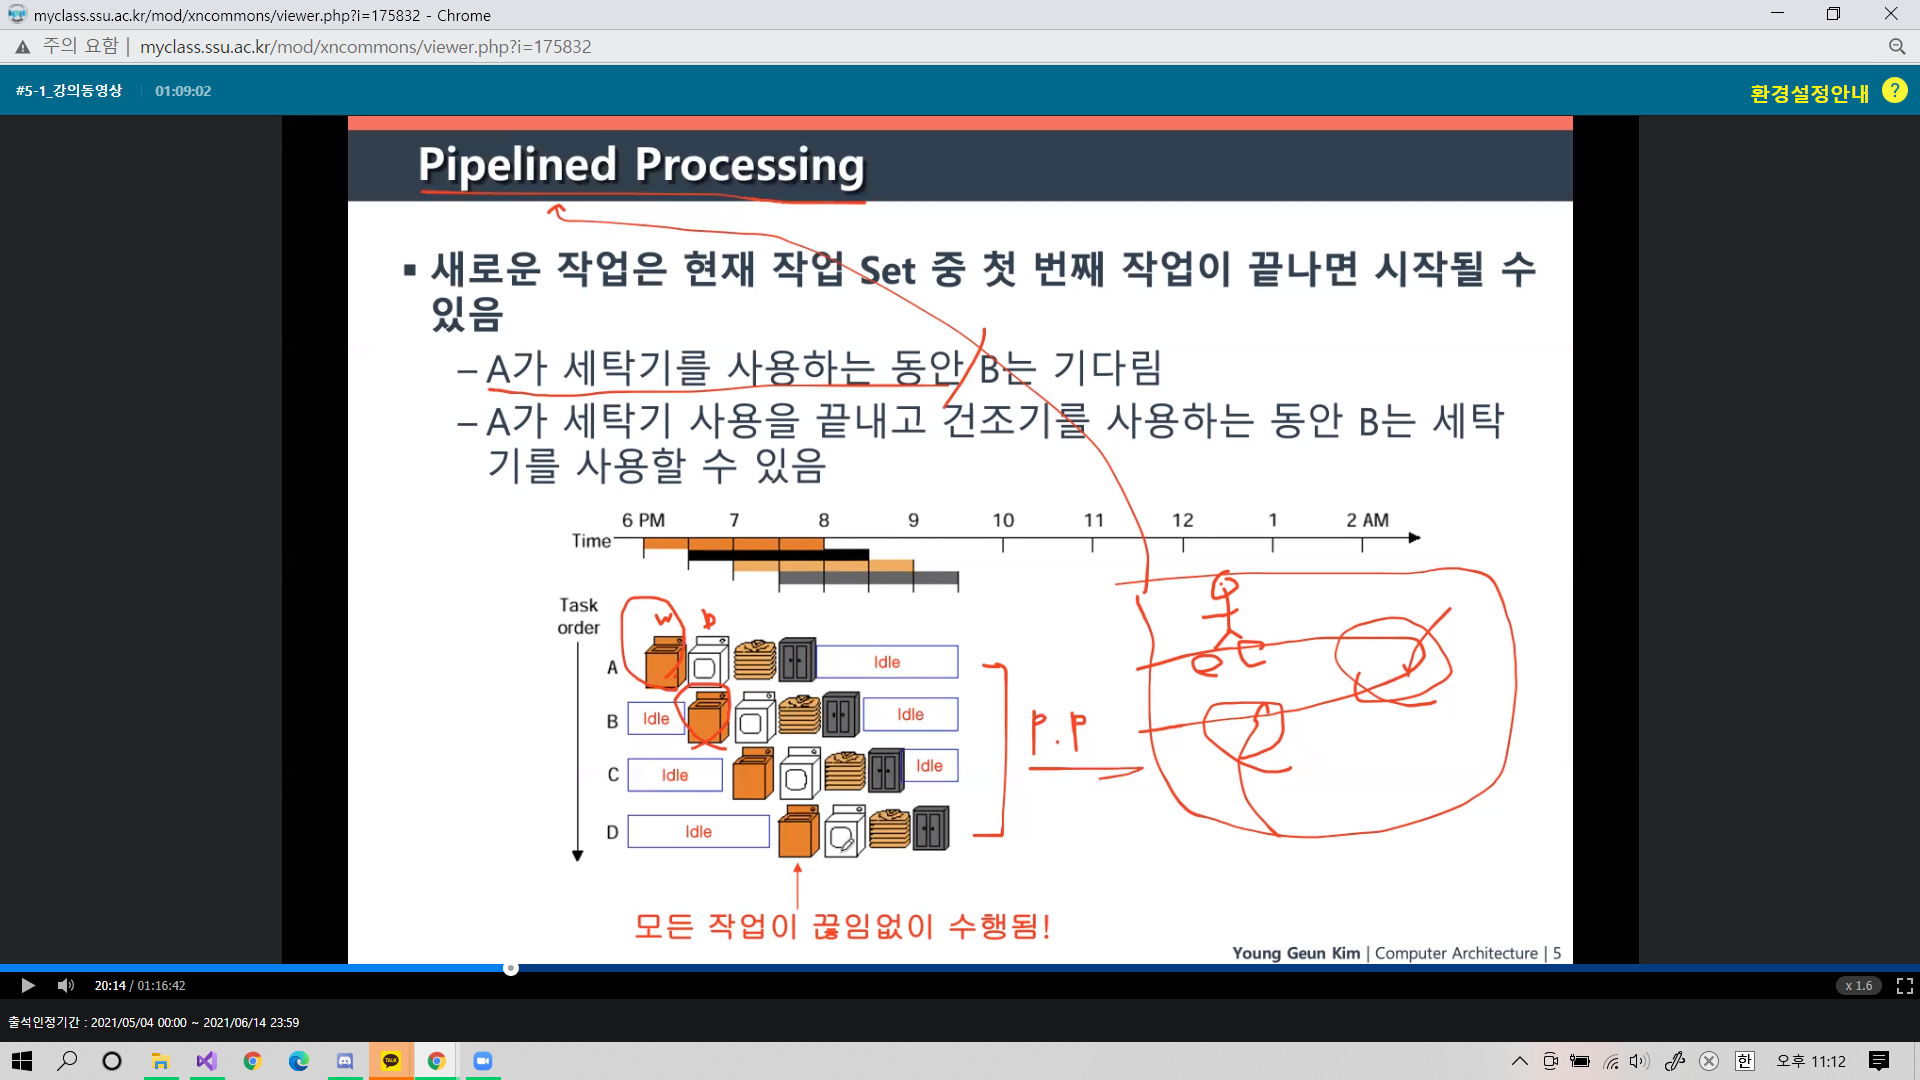 myclass.ssu.ac.kr/mod/xncommons/viewer.php?i=175832 - Chrome
주의 요함 | myclass.ssu.ac.kr/mod/xncommons/viewer.php?i=175832
#5-1_강의동영상 01:09:02 환경설정안내 ?
Pipelined Processing
▪ 새로운 작업은 현재 작업 Set 중 첫 번째 작업이 끝나면 시작될 수
있음
– A가 세탁기를 사용하는 동안 B는 기다림
– A가 세탁기 사용을 끝내고 건조기를 사용하는 동안 B는 세탁
기를 사용할 수 있음
6 PM 7 8 9 10 11 12 1 2 AM
Time
Task
order
W D
A Idle
B Idle Idle
C Idle Idle
D Idle
P.P
모든 작업이 끊임없이 수행됨!
Young Geun Kim | Computer Architecture | 5
20:14 / 01:16:42 x 1.6
출석인정기간 : 2021/05/04 00:00 ~ 2021/06/14 23:59
TALK 한 오후 11:12